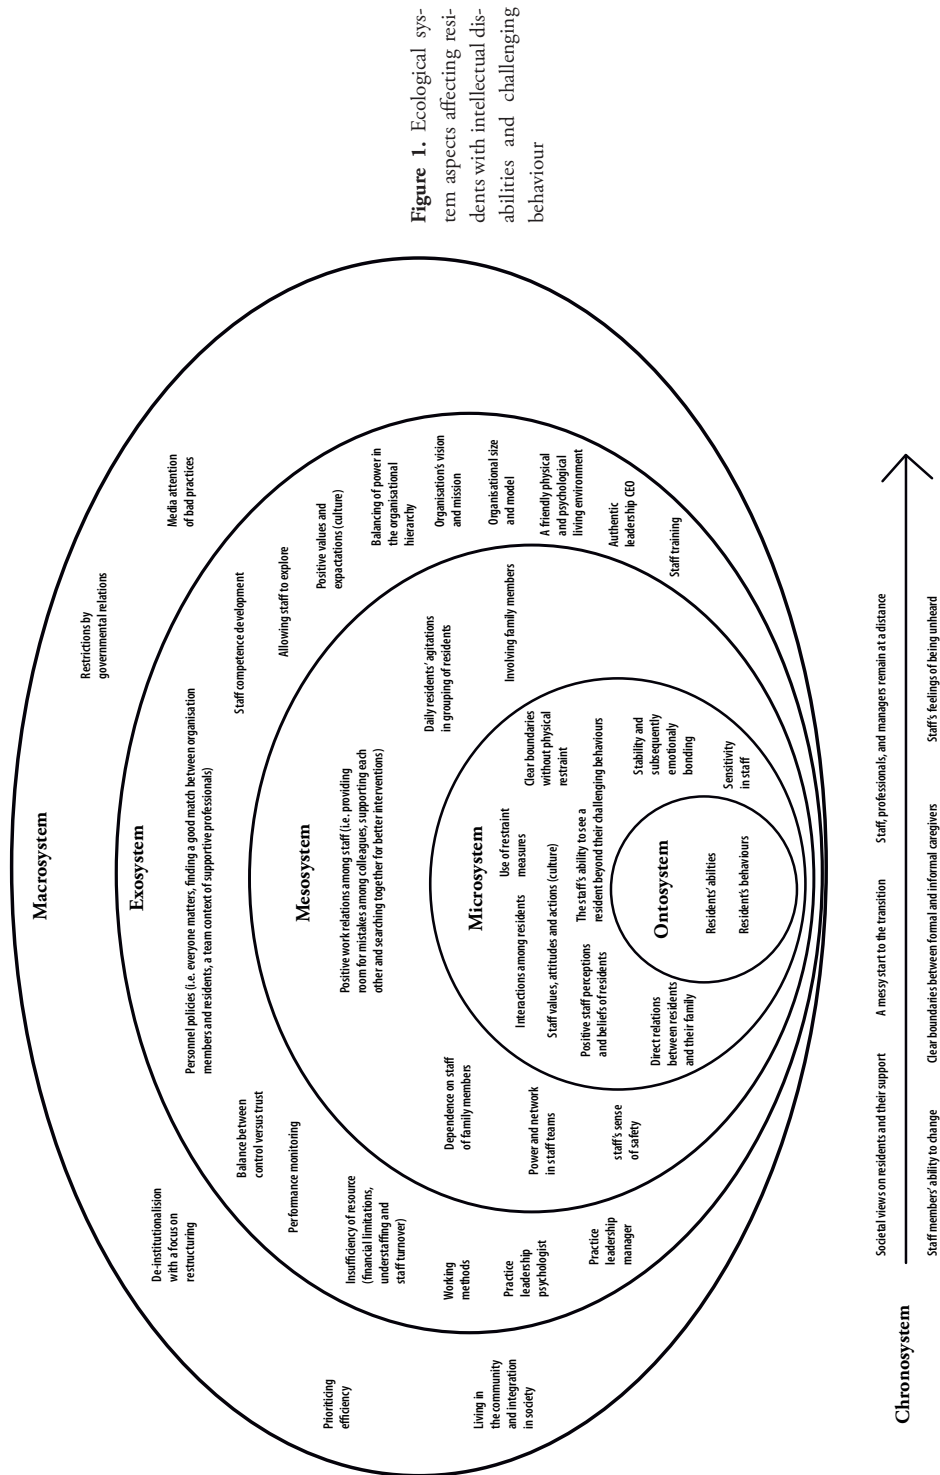 Macrosystem
Restrictions by
governmental relations
Media attention
of bad practices
De-institutionalision
with a focus on
restructuring
Prioriticing
efficiency
Living in
the community
and integration
in society
Exosystem
Personnel policies (i.e. everyone matters, finding a good match between organisation
members and residents, a team context of supportive professionals)
Staff competence development
Allowing staff to explore
Positive values and
expactations (culture)
Balancing of power in
the organisational
hierarchy
Organisation's vision
and mission
Organisational size
and model
A friendly physical
and psychological
living environment
Authentic
leadership CEO
Staff training
Balance between
control versus trust
Performance monitoring
Insufficiency of resource
(financial limitations,
understaffing and
staff turnover)
Working
methods
Practice
leadership
psychologist
Practice
leadership
manager
Mesosystem
Positive work relations among staff (i.e. providing
room for mistakes among colleagues, supporting each
other and searching together for better interventions)
Daily residents' agitations
in grouping of residents
Involving family members
Dependence on staff
of family members
Power and network
in staff teams
staff's sense
of safety
Microsystem
Interactions among residents
Use of restraint
measures
Clear boundaries
without physical
restraint
Staff values, attitudes and actions (culture)
Positive staff perceptions
and beliefs of residents
The staff's ability to see a
resident beyond their challenging behaviours
Direct relations
between residents
and their family
Stability and
subsequently
emotionaly
bonding
Sensitivity
in staff
Ontosystem
Residents' abilties
Resident's behaviours
Chronosystem
Societal views on residents and their support
A messy start to the transition
Staff, professionals, and managers remain at a distance
Staff members' ability to change
Clear boundaries between formal and informal caregivers
Staff's feelings of being unheard
Figure 1. Ecological sys-
tem aspects affecting resi-
dents with intellectual dis-
abilities and challenging
behaviour